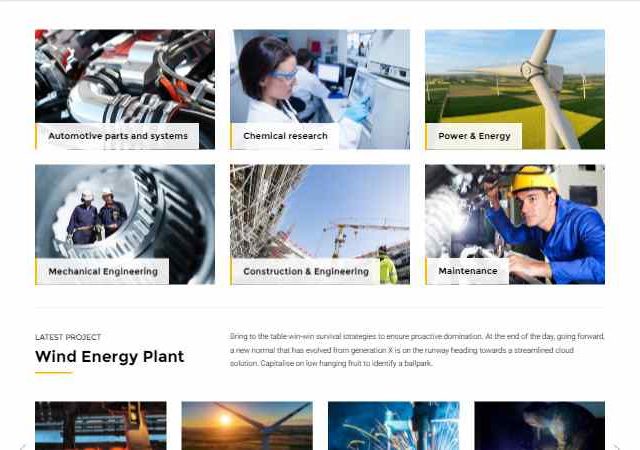 Automotive parts and systems
Chemical research
Power & Energy
Mechanical Engineering
Construction & Engineering
Maintenance
LATEST PROJECT
Wind Energy Plant
Bring to the table win-win survival strategies to ensure proactive domination. At the end of the day, going forward,
a new normal that has evolved from generation X is on the runway heading towards a streamlined cloud
solution. Capitalise on low hanging fruit to identify a ballpark.